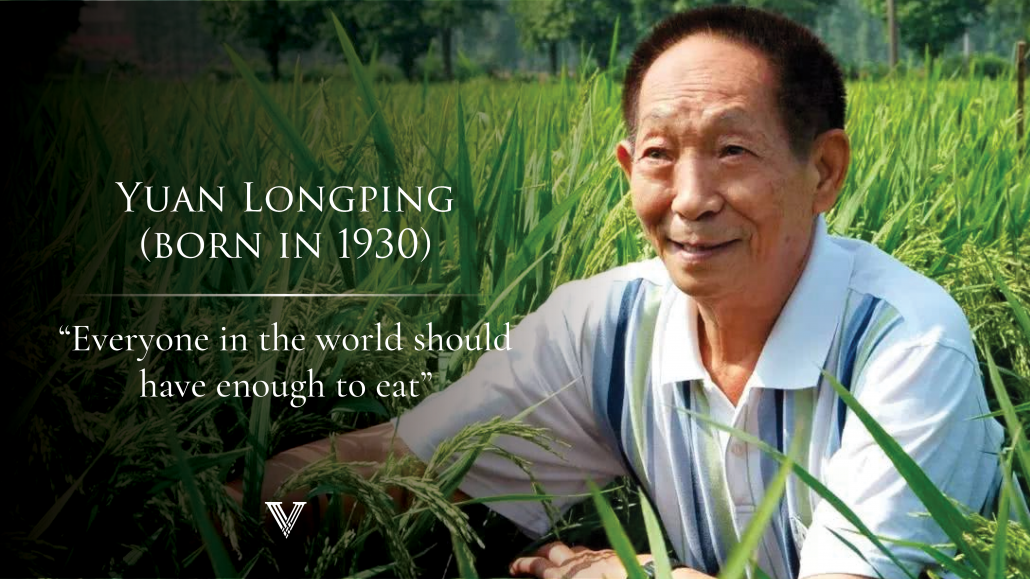 Yuan Longping
(born in 1930)
“Everyone in the world should
have enough to eat”